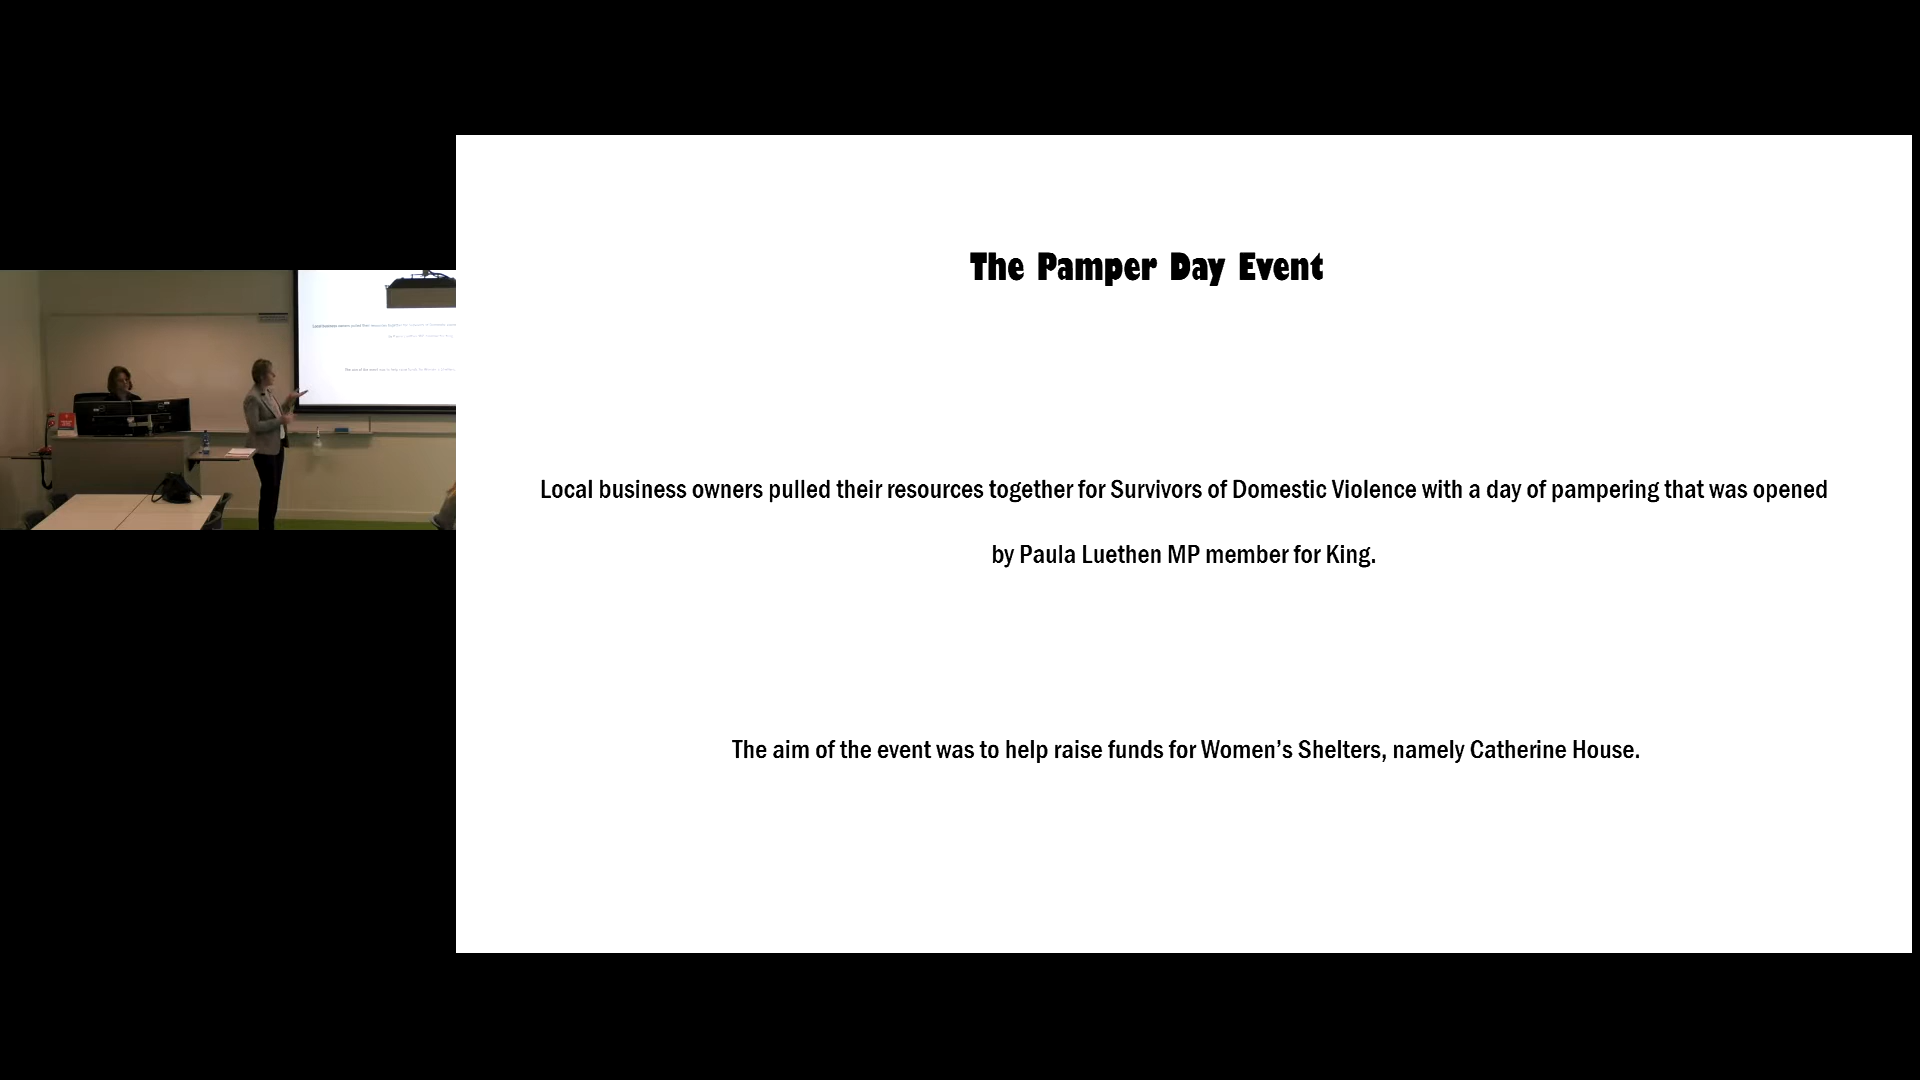 The Pamper Day Event
Local business owners pulled their resources together for Survivors of Domestic Violence with a day of pampering that was opened
by Paula Luethen MP member for King.
The aim of the event was to help raise funds for Women’s Shelters, namely Catherine House.